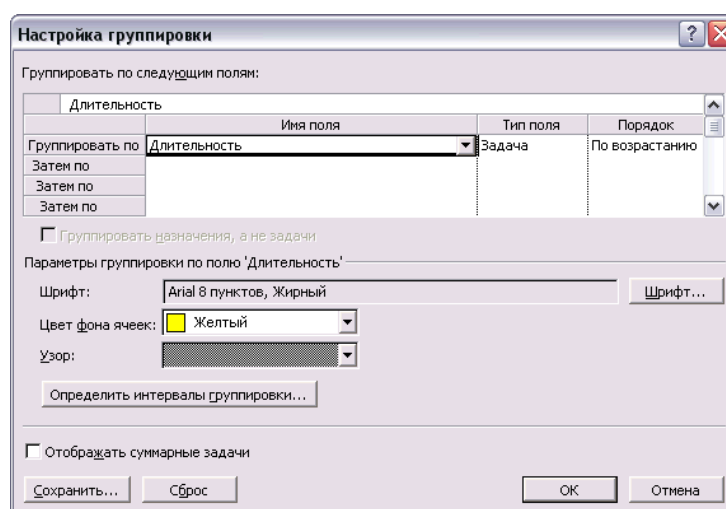 Настройка группировки
Группировать по следующим полям:
Длительность
Имя поля Тип поля Порядок
Группировать по Длительность Задача По возрастанию
Затем по
Затем по
Затем по
Группировать назначения, а не задачи
Параметры группировки по полю 'Длительность'
Шрифт: Arial 8 пунктов, Жирный Шрифт...
Цвет фона ячеек: Желтый
Узор:
Определить интервалы группировки...
Отображать суммарные задачи
Сохранить... Сброс ОК Отмена